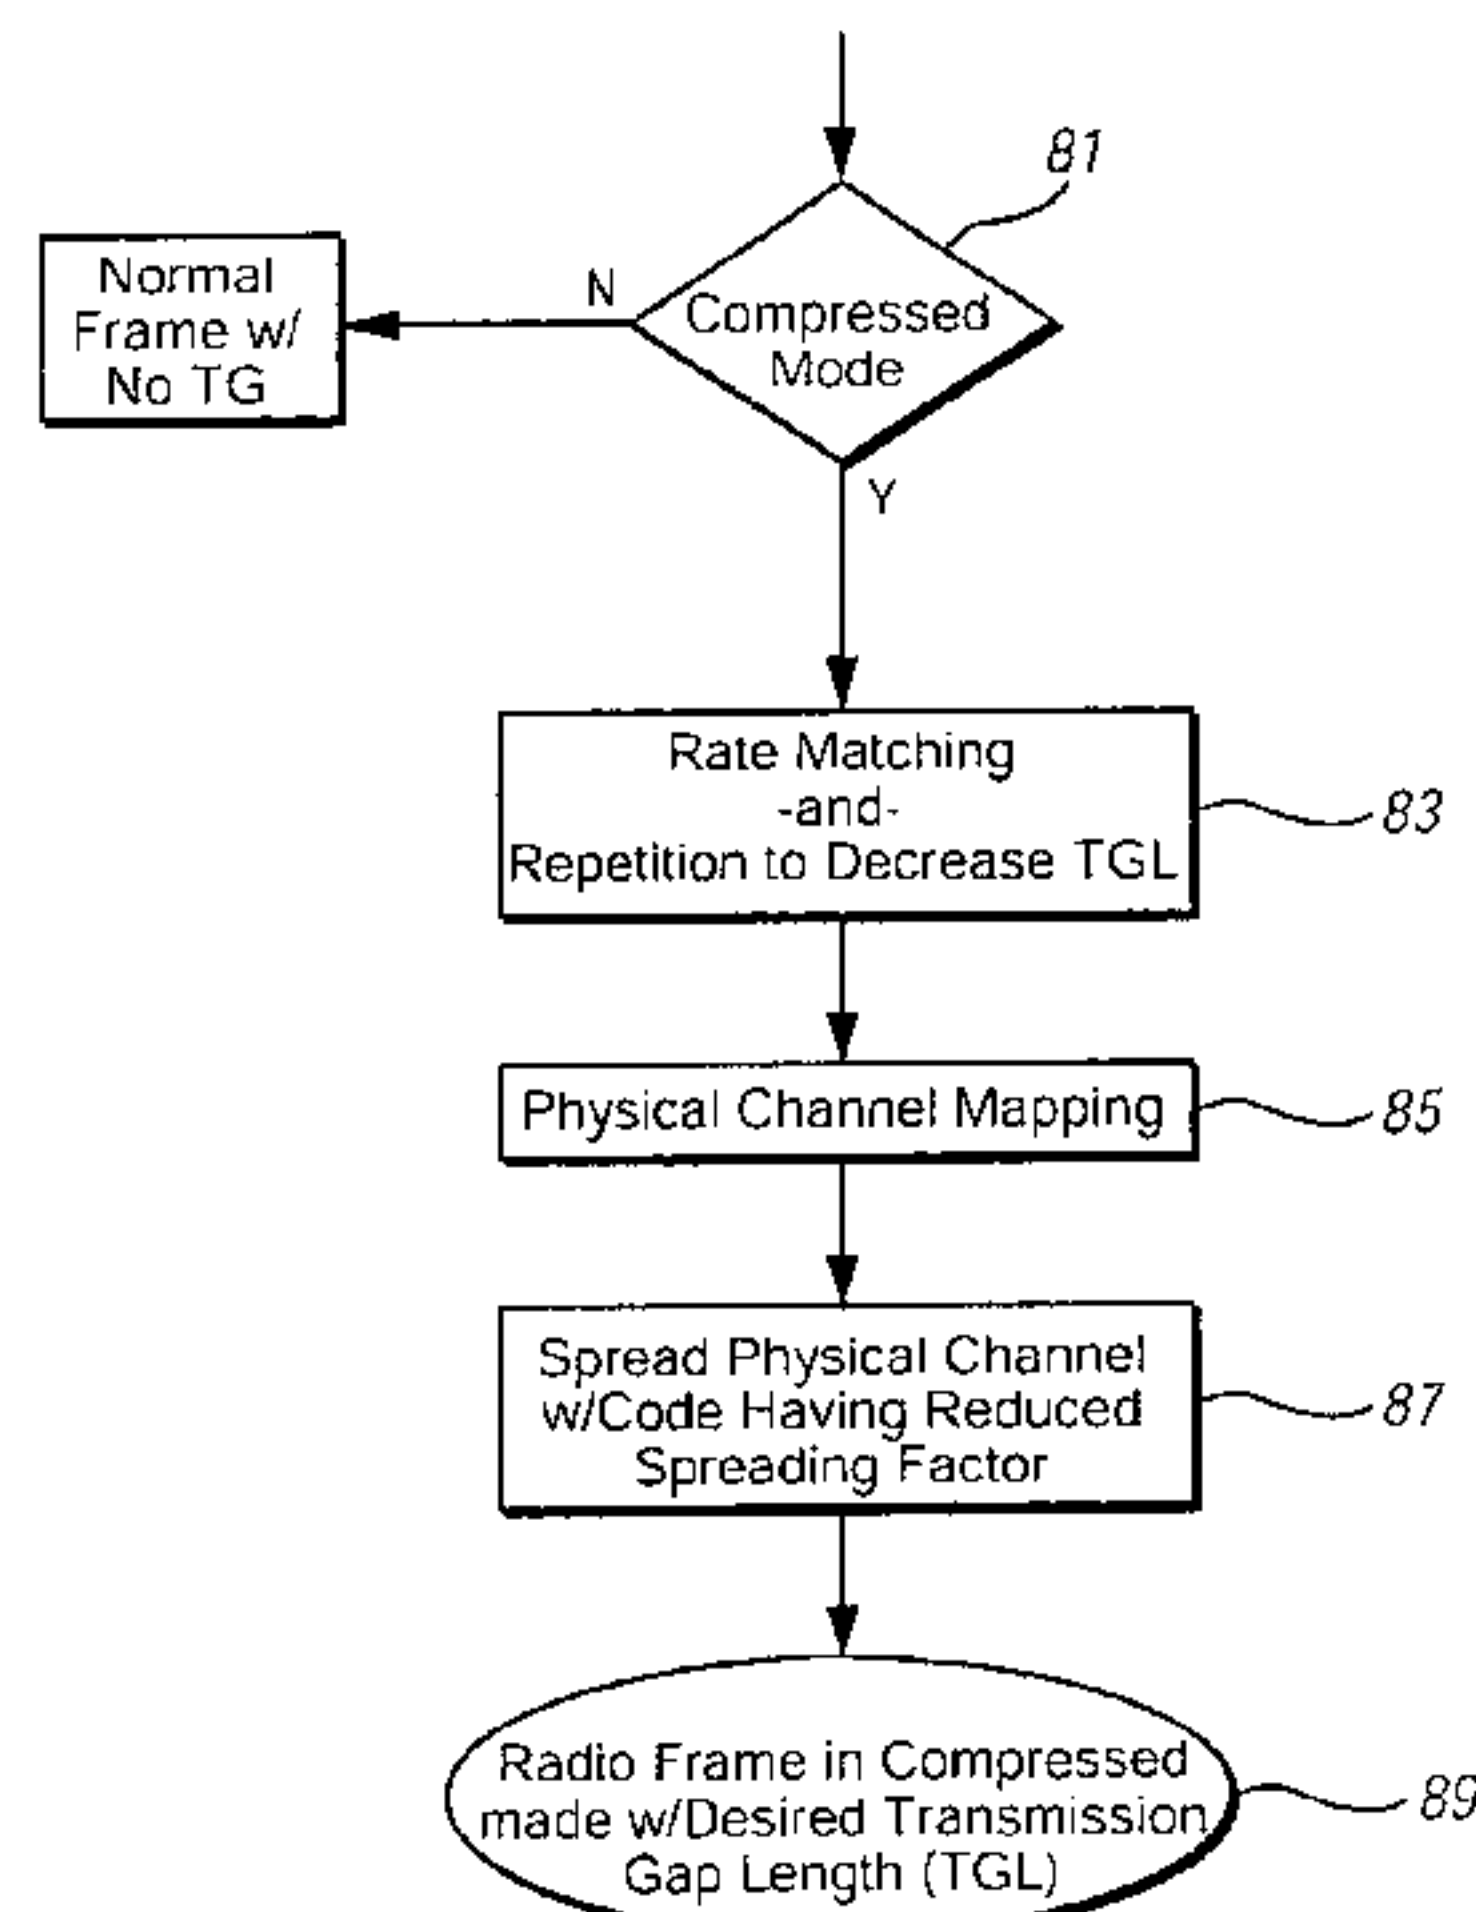 81
Normal
Frame w/
No TG
N
Compressed
Mode
Y
Rate Matching
-and-
Repetition to Decrease TGL
83
Physical Channel Mapping
85
Spread Physical Channel
w/Code Having Reduced
Spreading Factor
87
Radio Frame in Compressed
made w/Desired Transmission
Gap Length (TGL)
89